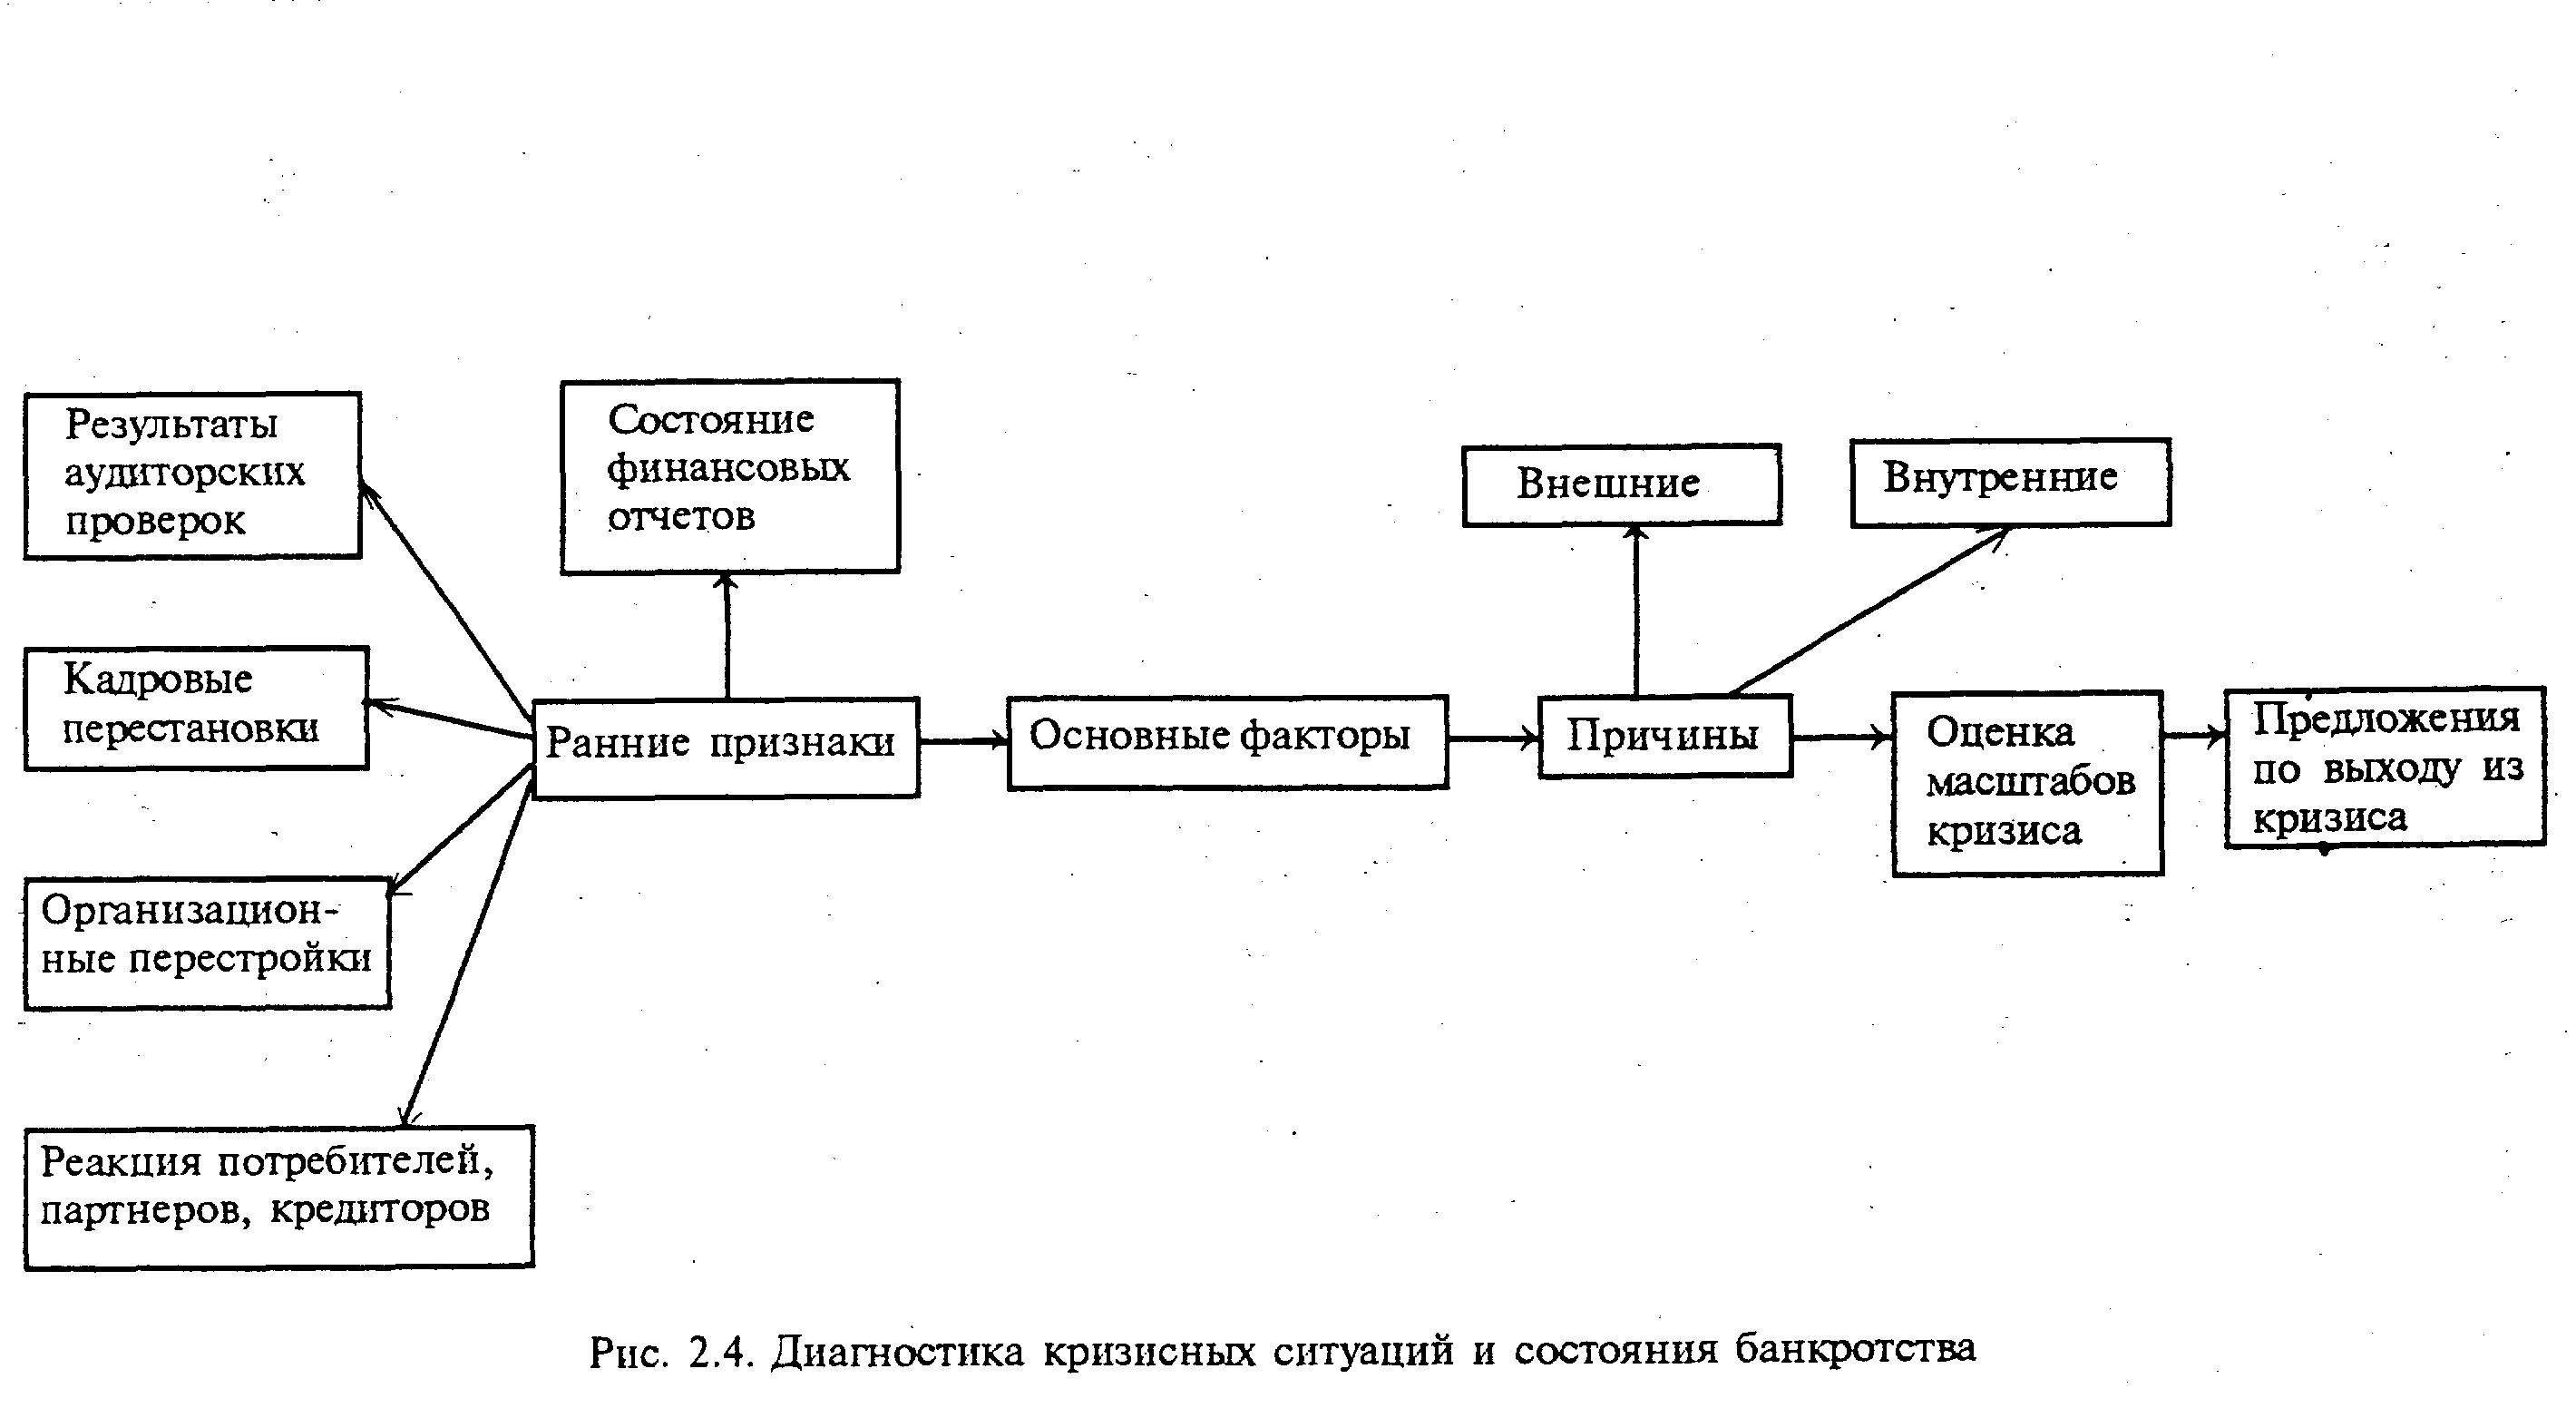 Результаты
аудиторских
проверок
Состояние
финансовых
отчетов
Внешние
Внутренние
Кадровые
перестановки
Ранние признаки
Основные факторы
Причины
Оценка
масштабов
кризиса
Предложения
по выходу из
кризиса
Организацион-
ные перестройки
Реакция потребителей,
партнеров, кредиторов
Рис. 2.4. Диагностика кризисных ситуаций и состояния банкротства